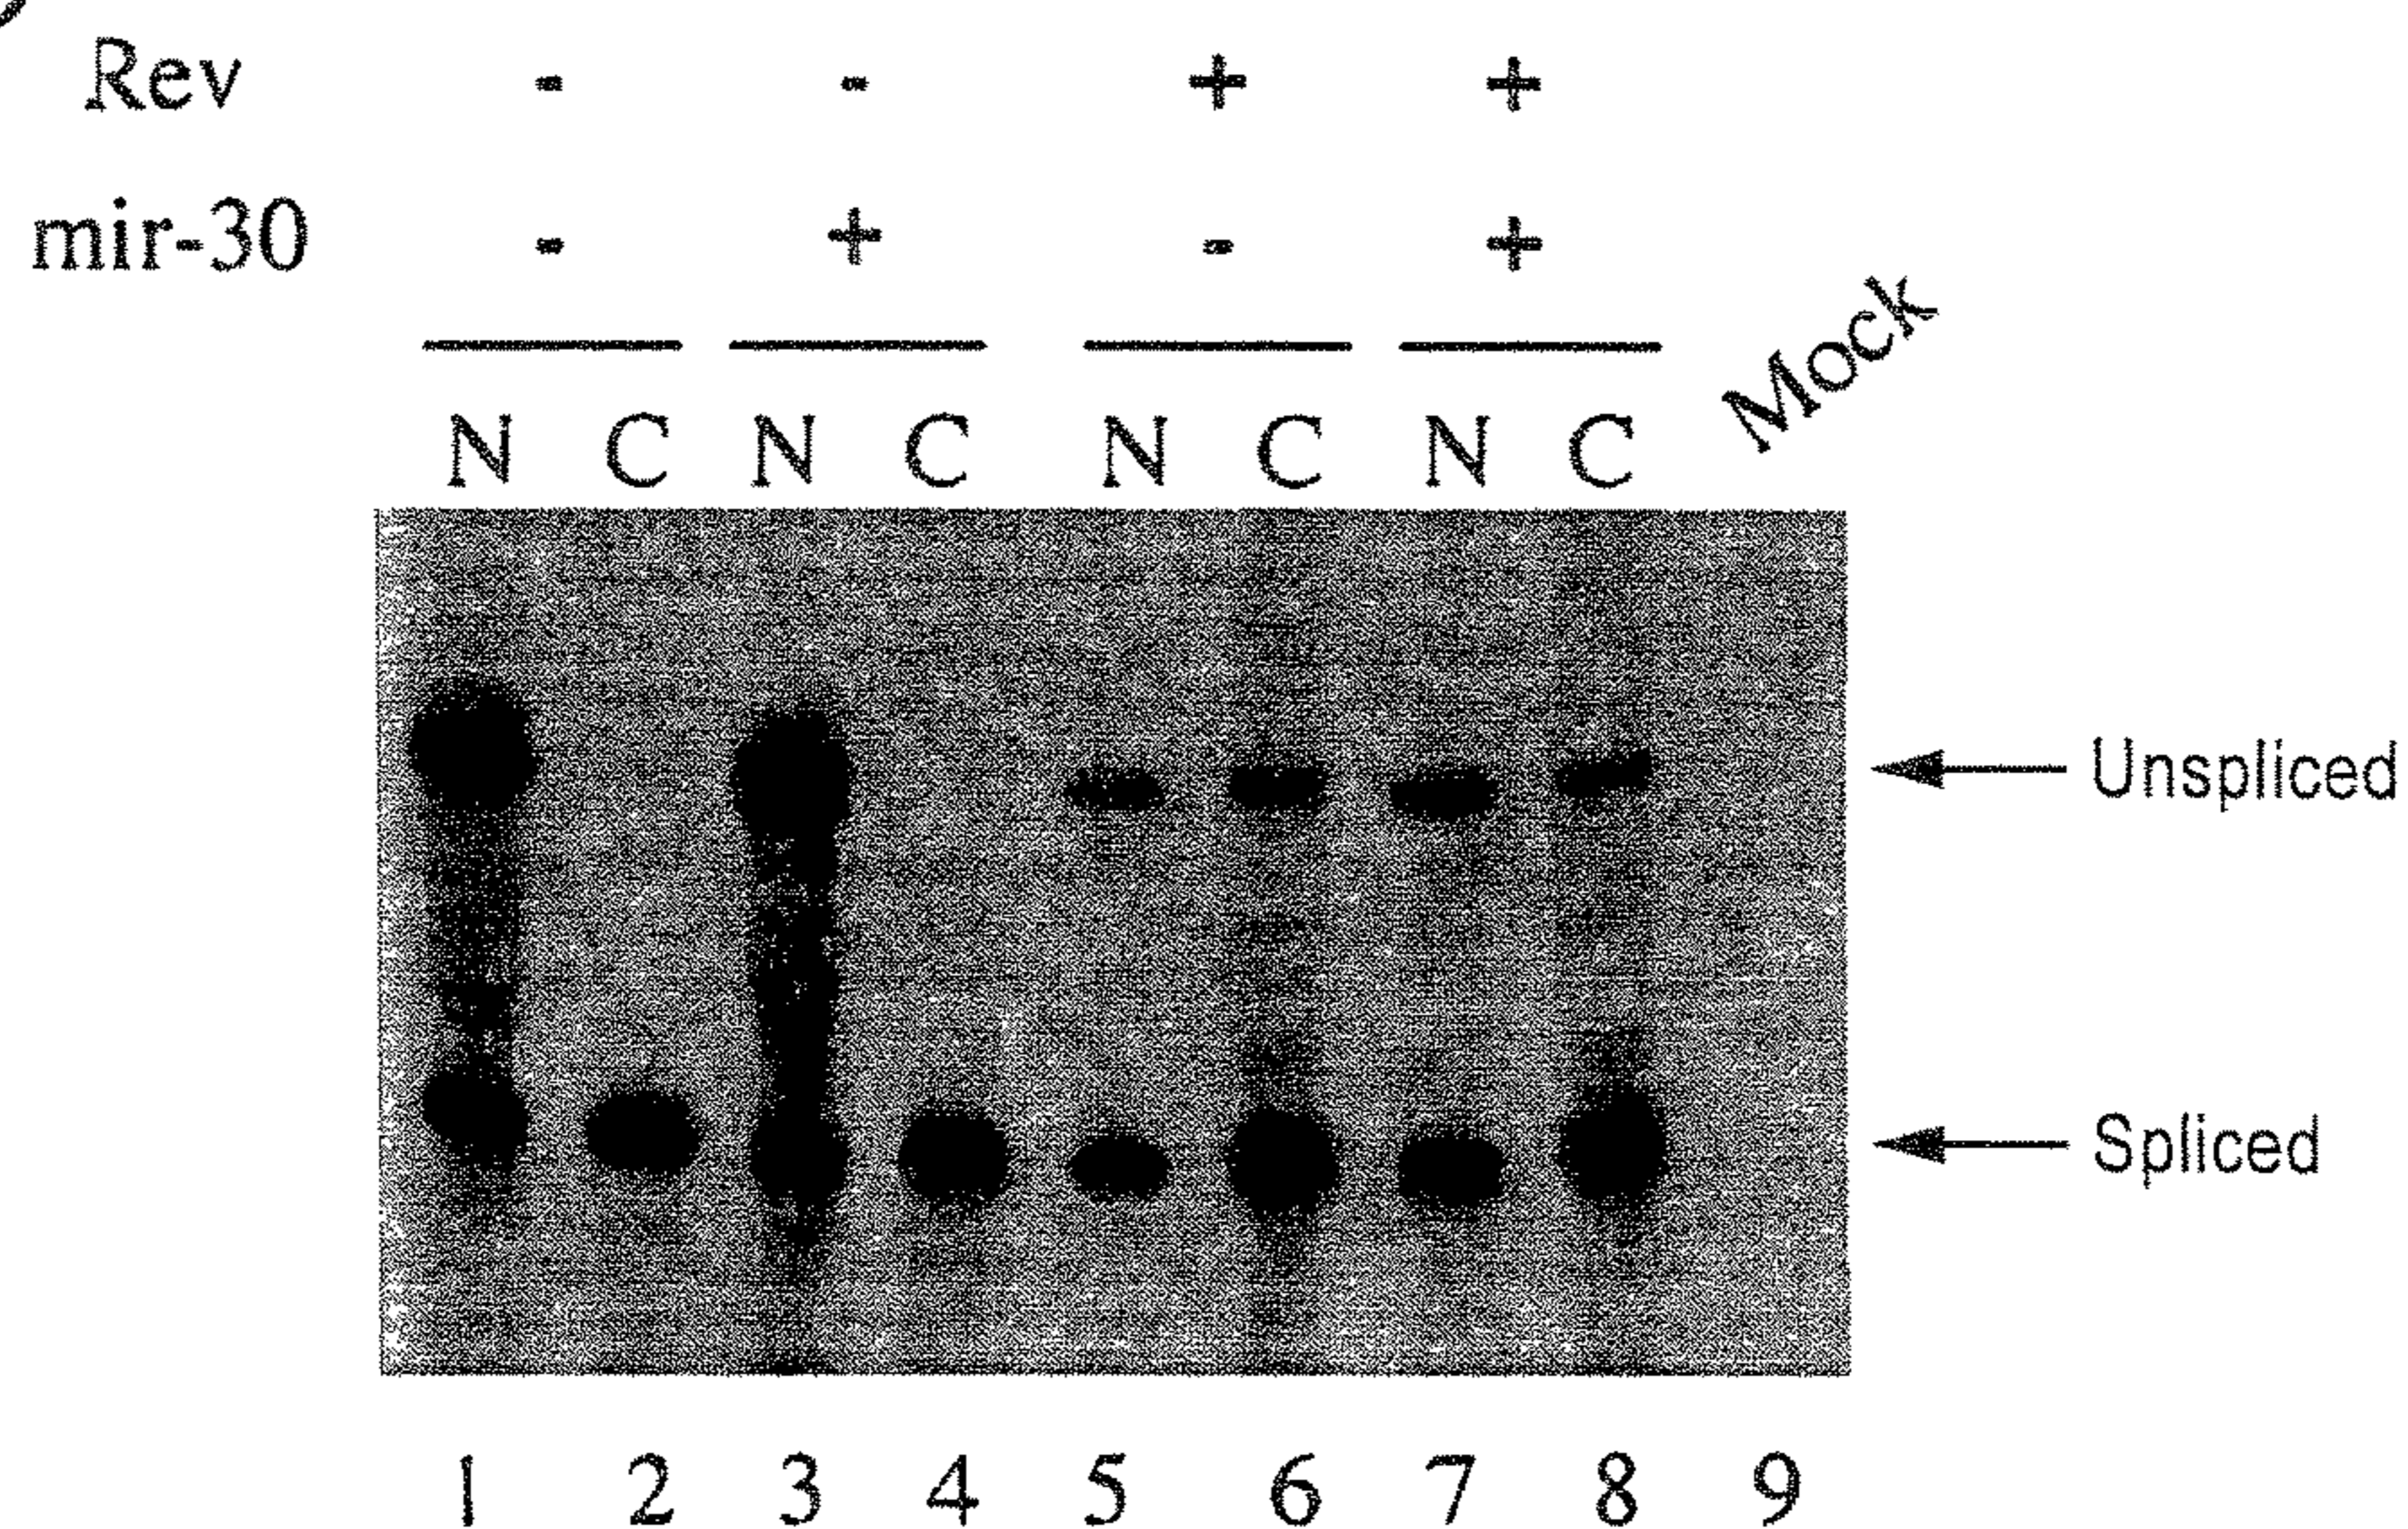 Rev - - + +
mir-30 - + - +
Mock
N C N C N C N C
Unspliced
Spliced
1 2 3 4 5 6 7 8 9